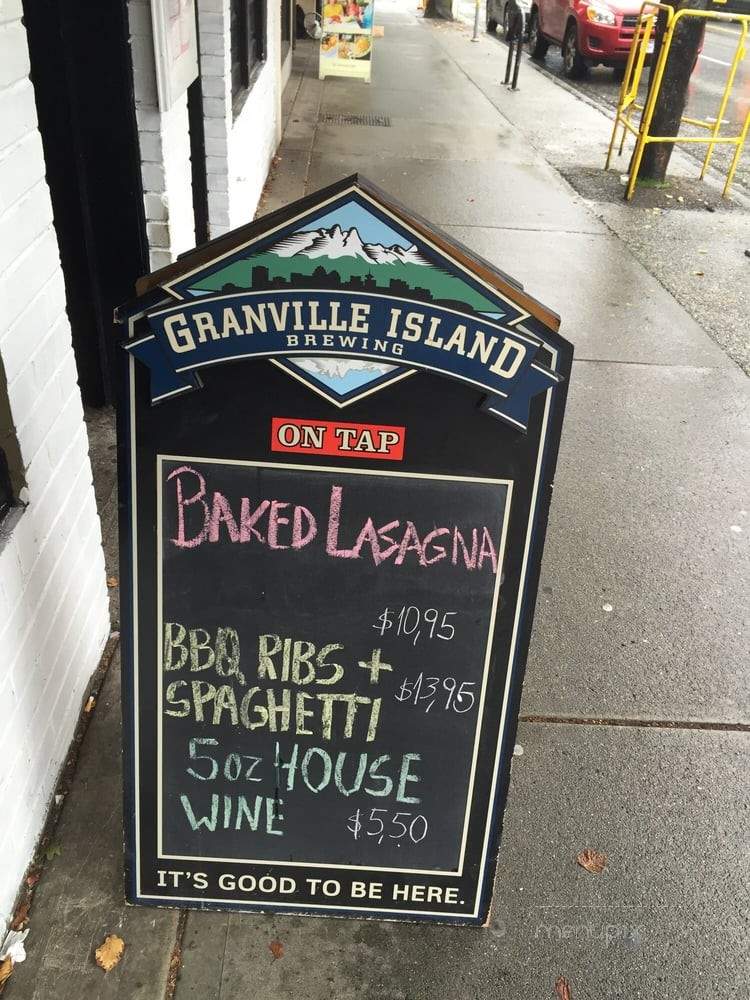 GRANVILLE ISLAND
BREWING
ON TAP
BAKED LASAGNA
$10,95
BBQ RIBS +
SPAGHETTI $13,95
5oz HOUSE
WINE $5,50
IT'S GOOD TO BE HERE.
menupix